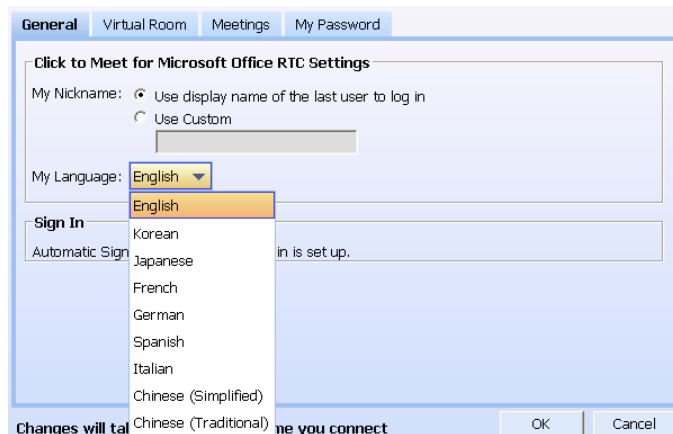 General Virtual Room Meetings My Password
Click to Meet for Microsoft Office RTC Settings
My Nickname: Use display name of the last user to log in
Use Custom
My Language: English
English
Sign In
Korean
Automatic Sign in is set up.
Japanese
French
German
Spanish
Italian
Chinese (Simplified)
Chinese (Traditional)
Changes will ta me you connect
OK Cancel